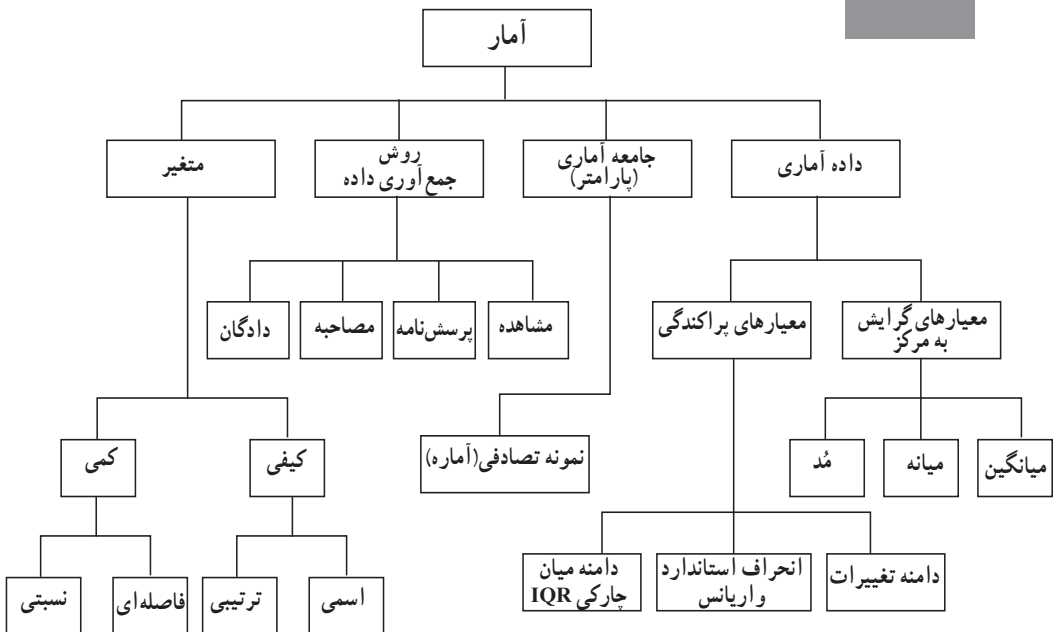 آمار
داده آماری
جامعه آماری
(پارامتر)
روش
جمع‌آوری داده
متغیر
مشاهده
پرسش‌نامه
مصاحبه
دادگان
معیارهای گرایش
به مرکز
معیارهای پراکندگی
میانگین
میانه
مُد
نمونه تصادفی(آماره)
کیفی
کمی
دامنه تغییرات
انحراف استاندارد
واریانس
دامنه میان
چارکی IQR
اسمی
ترتیبی
فاصله‌ای
نسبتی